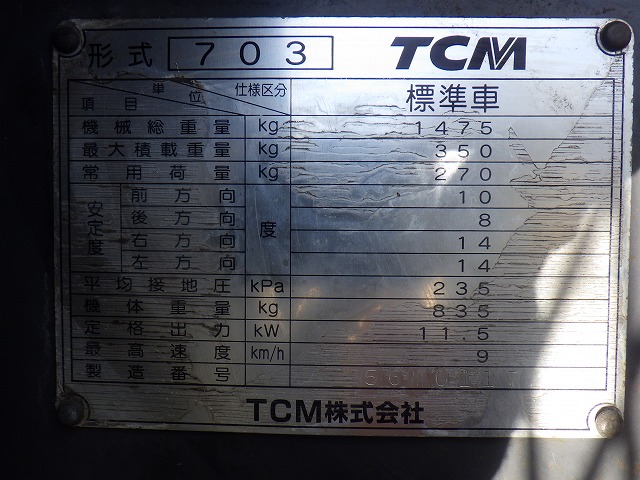 形式 703 TCM
単位 仕様区分
項目 標準車
機械総重量 kg 1475
最大積載重量 kg 350
常用荷重 kg 270
安定度 前方向 度 10
後方向 8
右方向 14
左方向 14
平均接地圧 kPa 235
機体重量 kg 835
定格出力 kW 11.5
最高速度 km/h 9
製造番号
TCM株式会社